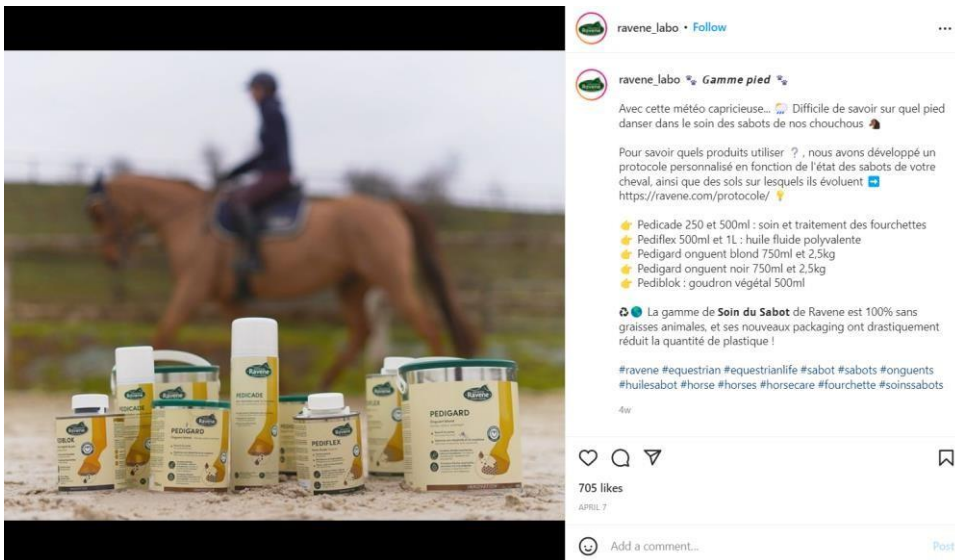 ravene_labo • Follow
ravene_labo 🐾 Gamme pied 🐾
Avec cette météo capricieuse... 🌦️ Difficile de savoir sur quel pied
danser dans le soin des sabots de nos chouchous 🐴
Pour savoir quels produits utiliser ❔, nous avons développé un
protocole personnalisé en fonction de l'état des sabots de votre
cheval, ainsi que des sols sur lesquels ils évoluent ➡️
https://ravene.com/protocole/ 💡
👉 Pedicade 250 et 500ml : soin et traitement des fourchettes
👉 Pediflex 500ml et 1L : huile fluide polyvalente
👉 Pedigard onguent blond 750ml et 2,5kg
👉 Pedigard onguent noir 750ml et 2,5kg
👉 Pediblok : goudron végétal 500ml
♻️🌎 La gamme de Soin du Sabot de Ravene est 100% sans
graisses animales, et ses nouveaux packaging ont drastiquement
réduit la quantité de plastique !
#ravene #equestrian #equestrianlife #sabot #sabots #onguents
#huilesabot #horse #horses #horsecare #fourchette #soinssabots
4w
705 likes
APRIL 7
Add a comment...
Post
Ravene
PEDICADE
PEDIGARD
Ravene
PEDIFLEX
Ravene
PEDIGARD